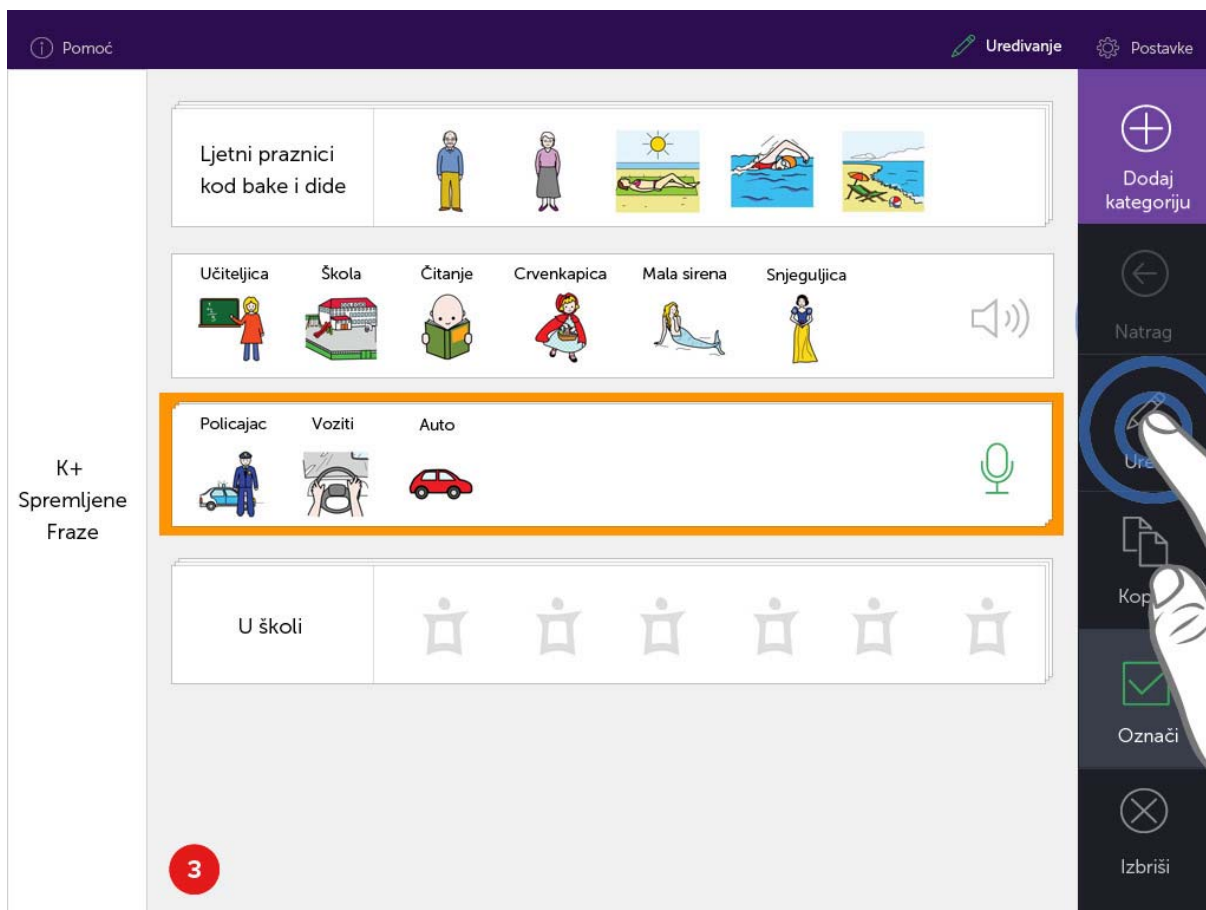 Pomoć
Uredivanje
Postavke
Ljetni praznici
kod bake i dide
Učiteljica
Škola
Čitanje
Crvenkapica
Mala sirena
Snjeguljica
Policajac
Voziti
Auto
K+
Spremljene
Fraze
U školi
3
Dodaj
kategoriju
Natrag
Označi
Izbriši